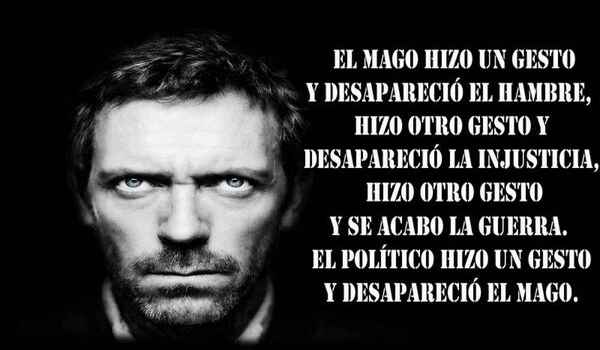 EL MAGO HIZO UN GESTO
Y DESAPARECIÓ EL HAMBRE,
HIZO OTRO GESTO Y
DESAPARECIÓ LA INJUSTICIA,
HIZO OTRO GESTO
Y SE ACABO LA GUERRA.
EL POLÍTICO HIZO UN GESTO
Y DESAPARECIÓ EL MAGO.